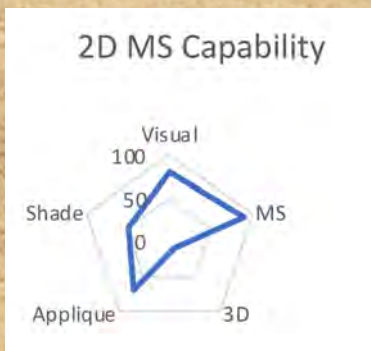 2D MS Capability
Visual
100
50
0
Shade
MS
Applique
3D